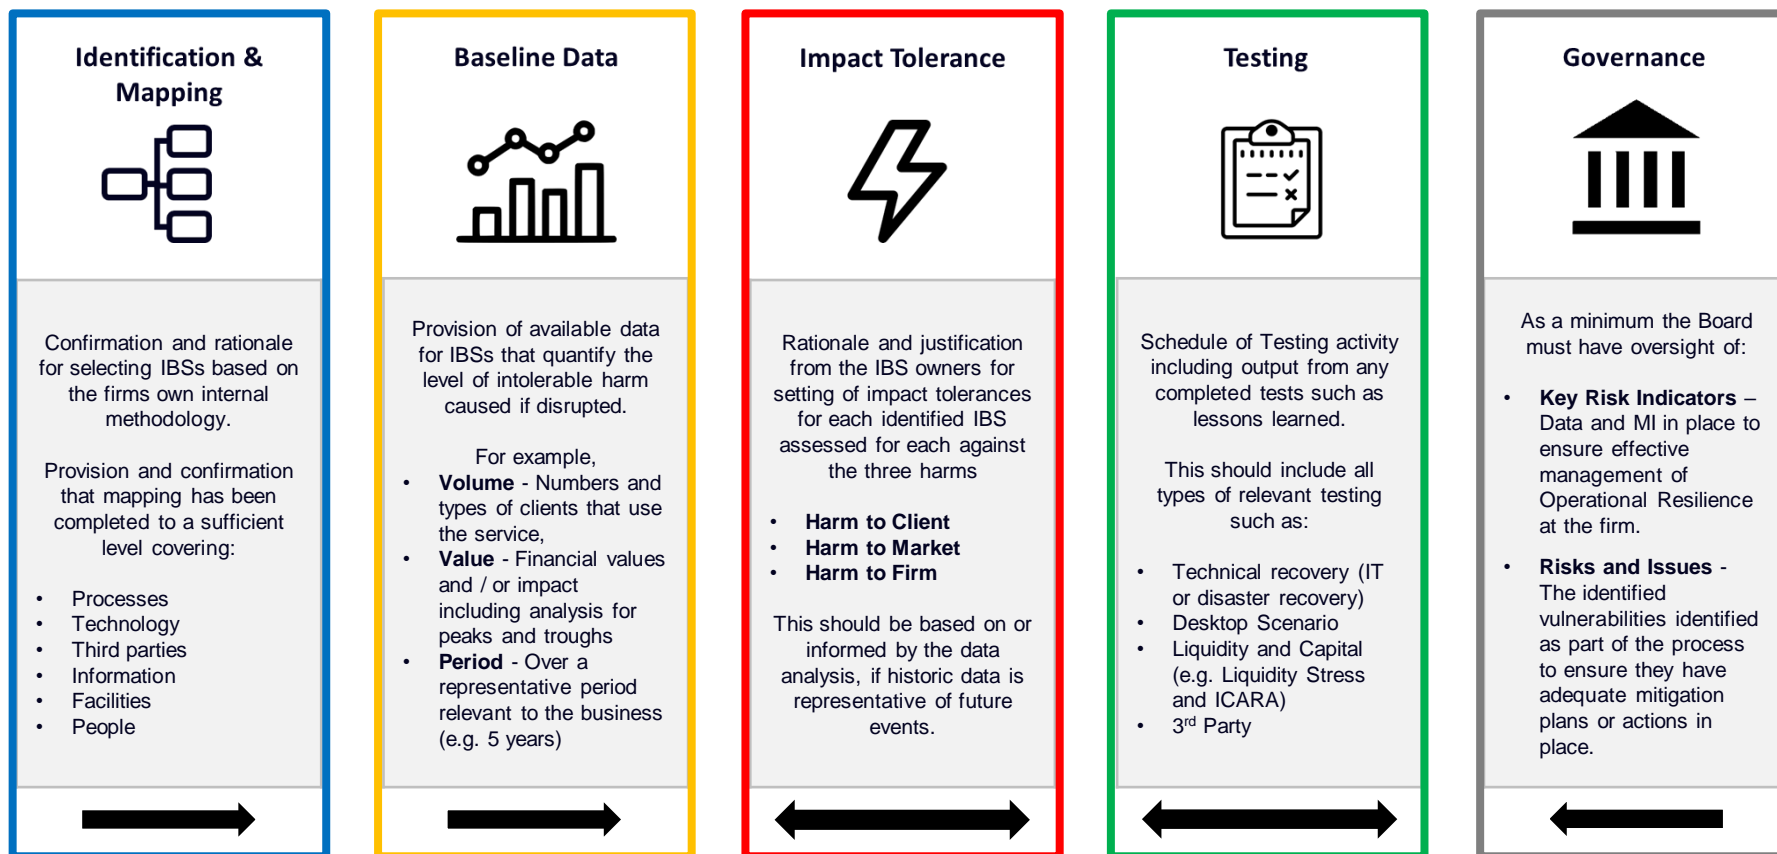 Identification &
Mapping
Confirmation and rationale
for selecting IBSs based on
the firms own internal
methodology.
Provision and confirmation
that mapping has been
completed to a sufficient
level covering:
• Processes
• Technology
• Third parties
• Information
• Facilities
• People
Baseline Data
Provision of available data
for IBSs that quantify the
level of intolerable harm
caused if disrupted.
For example,
• Volume - Numbers and
types of clients that use
the service,
• Value - Financial values
and / or impact
including analysis for
peaks and troughs
• Period - Over a
representative period
relevant to the business
(e.g. 5 years)
Impact Tolerance
Rationale and justification
from the IBS owners for
setting of impact tolerances
for each identified IBS
assessed for each against
the three harms
• Harm to Client
• Harm to Market
• Harm to Firm
This should be based on or
informed by the data
analysis, if historic data is
representative of future
events.
Testing
Schedule of Testing activity
including output from any
completed tests such as
lessons learned.
This should include all
types of relevant testing
such as:
• Technical recovery (IT
or disaster recovery)
• Desktop Scenario
• Liquidity and Capital
(e.g. Liquidity Stress
and ICARA)
• 3rd Party
Governance
As a minimum the Board
must have oversight of:
• Key Risk Indicators –
Data and MI in place to
ensure effective
management of
Operational Resilience
at the firm.
• Risks and Issues -
The identified
vulnerabilities identified
as part of the process
to ensure they have
adequate mitigation
plans or actions in
place.